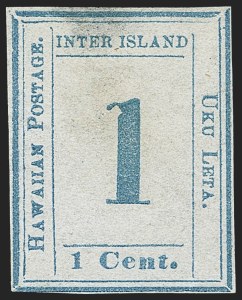 INTER ISLAND
HAWAIIAN POSTAGE.
1
UKU LETA.
1 Cent.